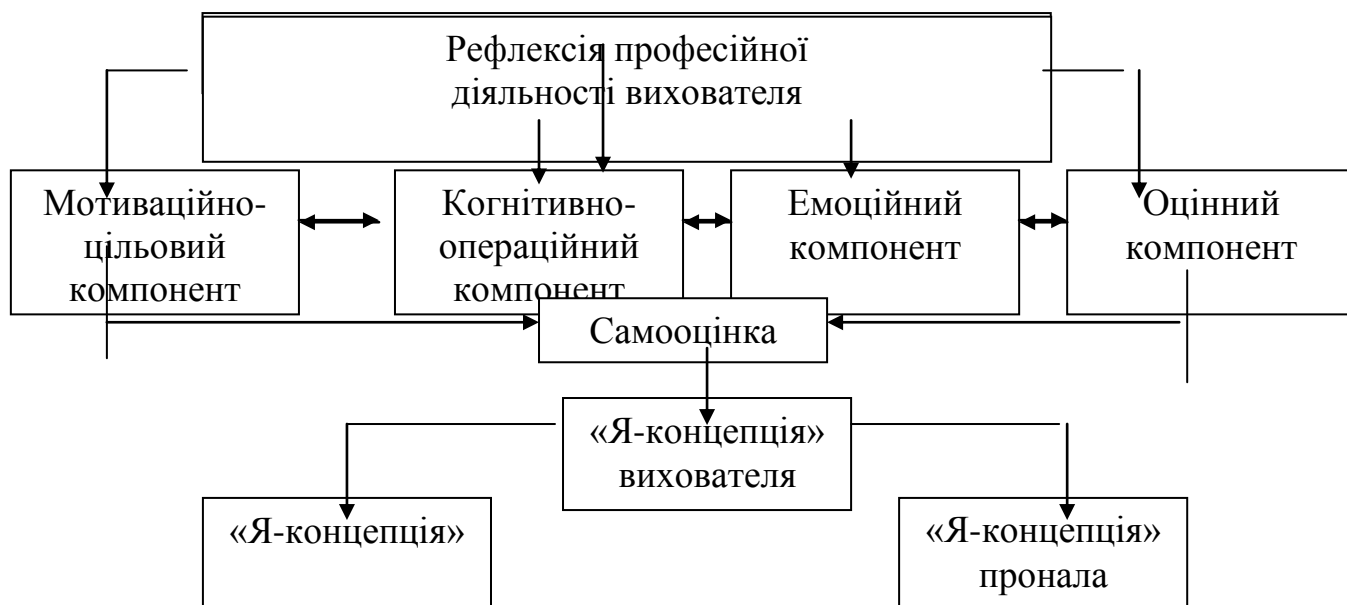 Рефлексія професійної
діяльності вихователя
Мотиваційно-
цільовий
компонент
Когнітивно-
операційний
компонент
Емоційний
компонент
Оцінний
компонент
Самооцінка
«Я-концепція»
вихователя
«Я-концепція»
«Я-концепція»
пронала